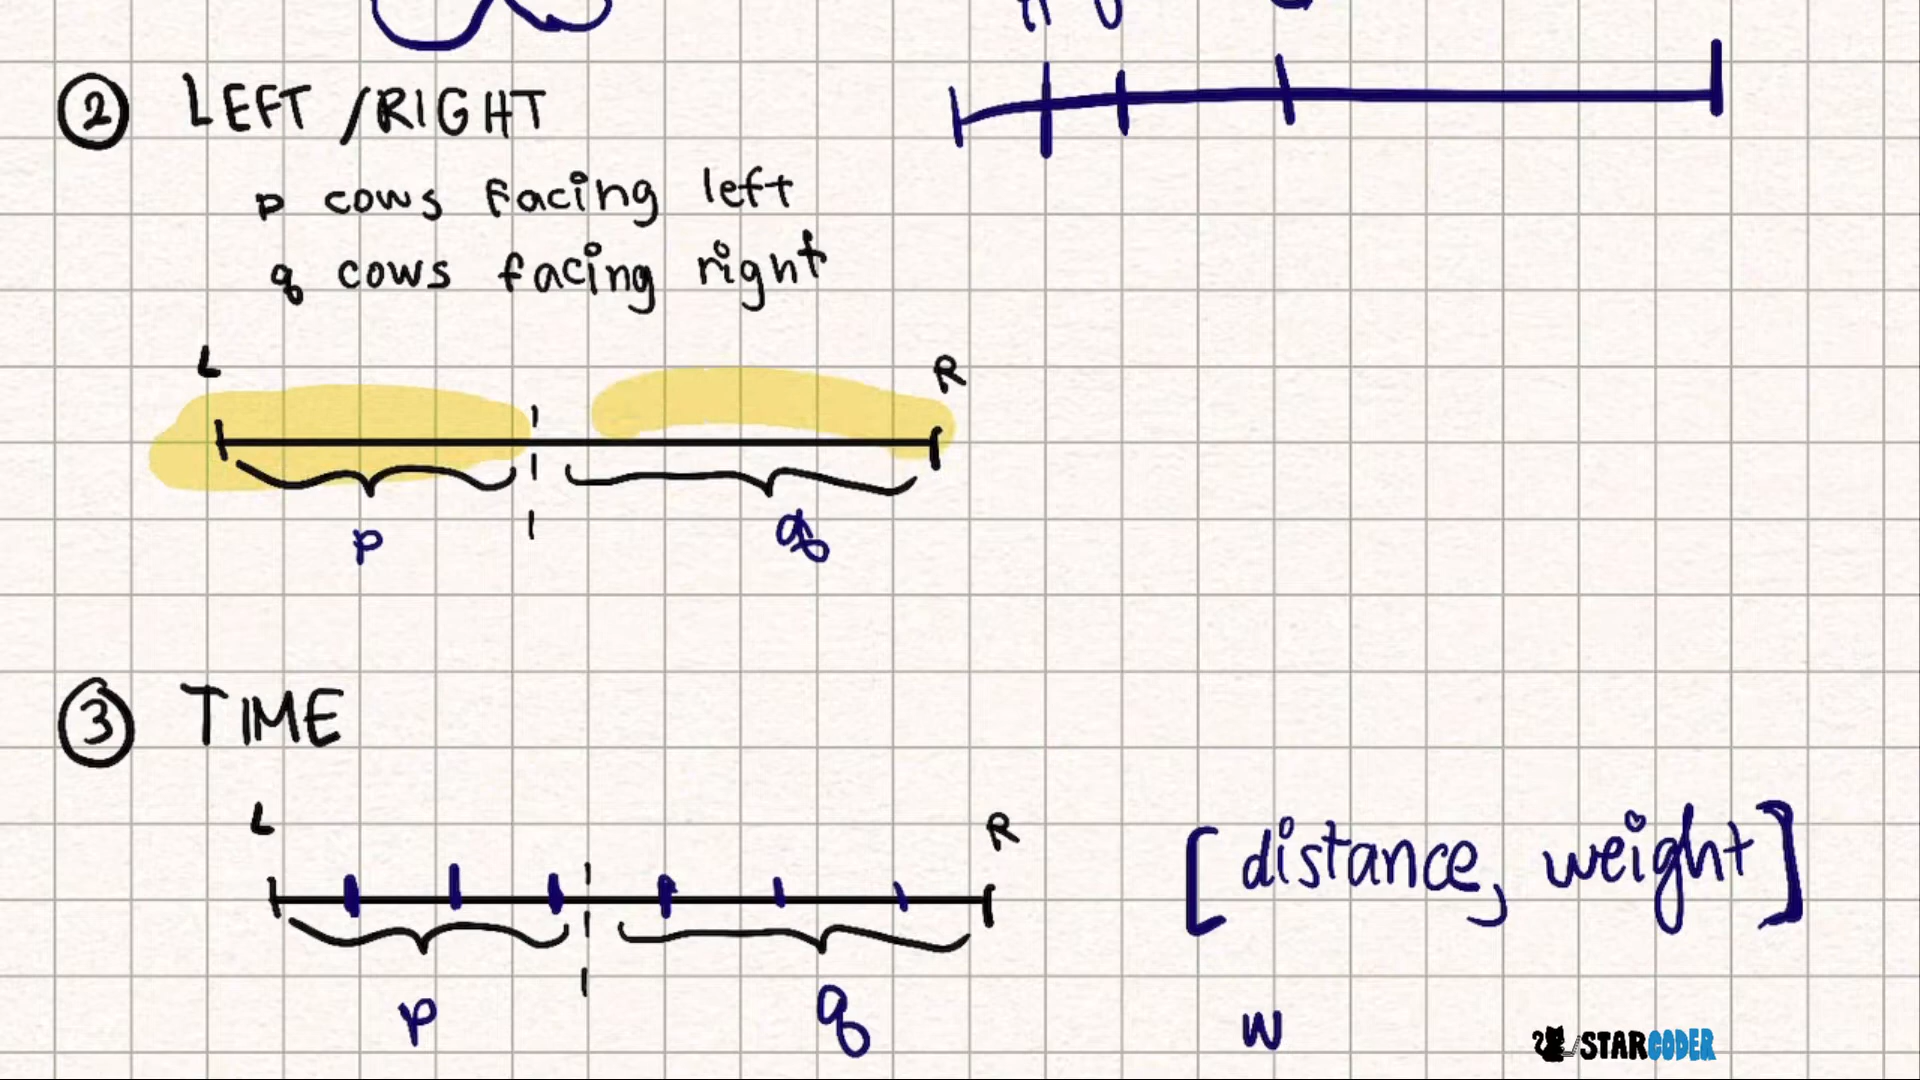 2 LEFT/RIGHT
p cows facing left
q cows facing right
L R
p q
3 TIME
L R
[distance, weight]
p q w
STARCODER